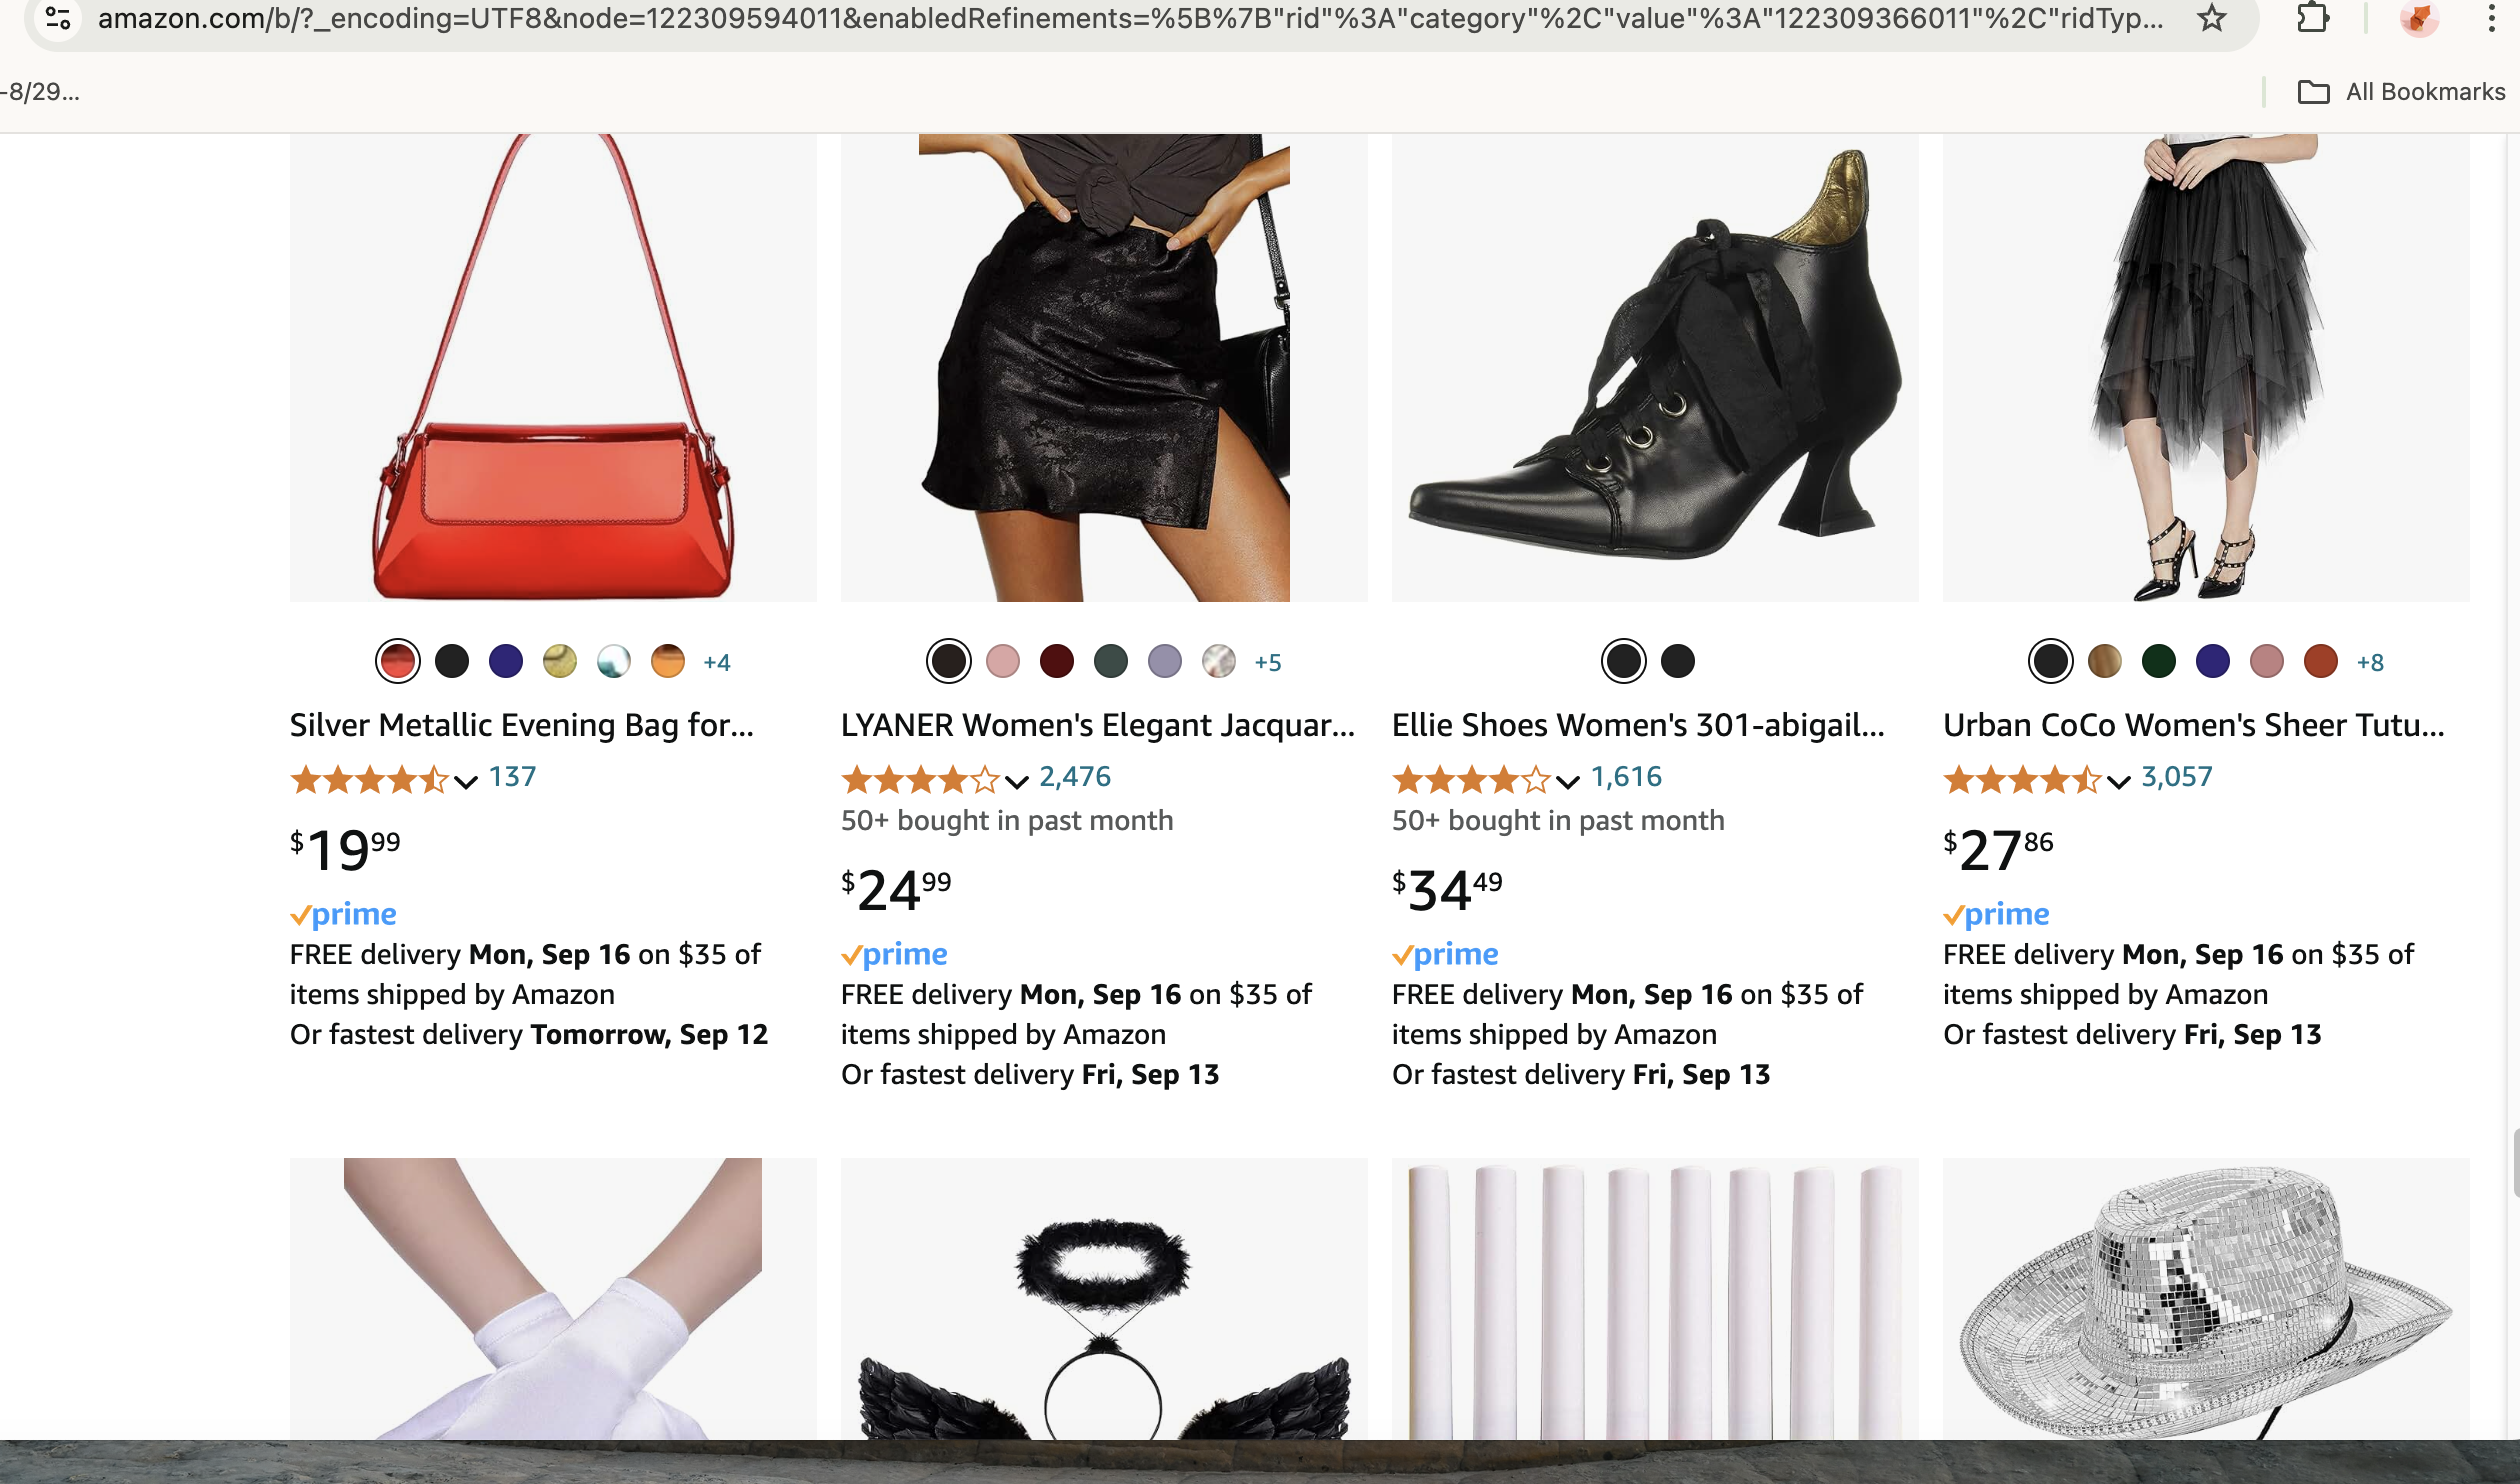 amazon.com/b/?_encoding=UTF8&node=122309594011&enabledRefinements=%5B%7B"rid"%3A"category"%2C"value"%3A"122309366011"%2C"ridTyp...
-8/29...
All Bookmarks
+4
+5
+8
Silver Metallic Evening Bag for...
137
$19.99
prime
FREE delivery Mon, Sep 16 on $35 of
items shipped by Amazon
Or fastest delivery Tomorrow, Sep 12
LYANER Women's Elegant Jacquar...
2,476
50+ bought in past month
$24.99
prime
FREE delivery Mon, Sep 16 on $35 of
items shipped by Amazon
Or fastest delivery Fri, Sep 13
Ellie Shoes Women's 301-abigail...
1,616
50+ bought in past month
$34.49
prime
FREE delivery Mon, Sep 16 on $35 of
items shipped by Amazon
Or fastest delivery Fri, Sep 13
Urban CoCo Women's Sheer Tutu...
3,057
$27.86
prime
FREE delivery Mon, Sep 16 on $35 of
items shipped by Amazon
Or fastest delivery Fri, Sep 13